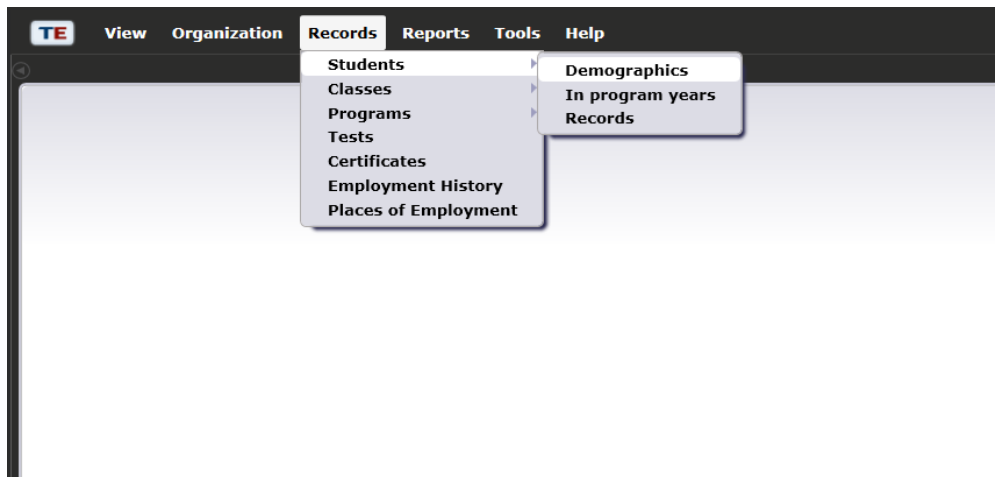 TE View Organization Records Reports Tools Help
Students
Classes
Programs
Tests
Certificates
Employment History
Places of Employment
Demographics
In program years
Records